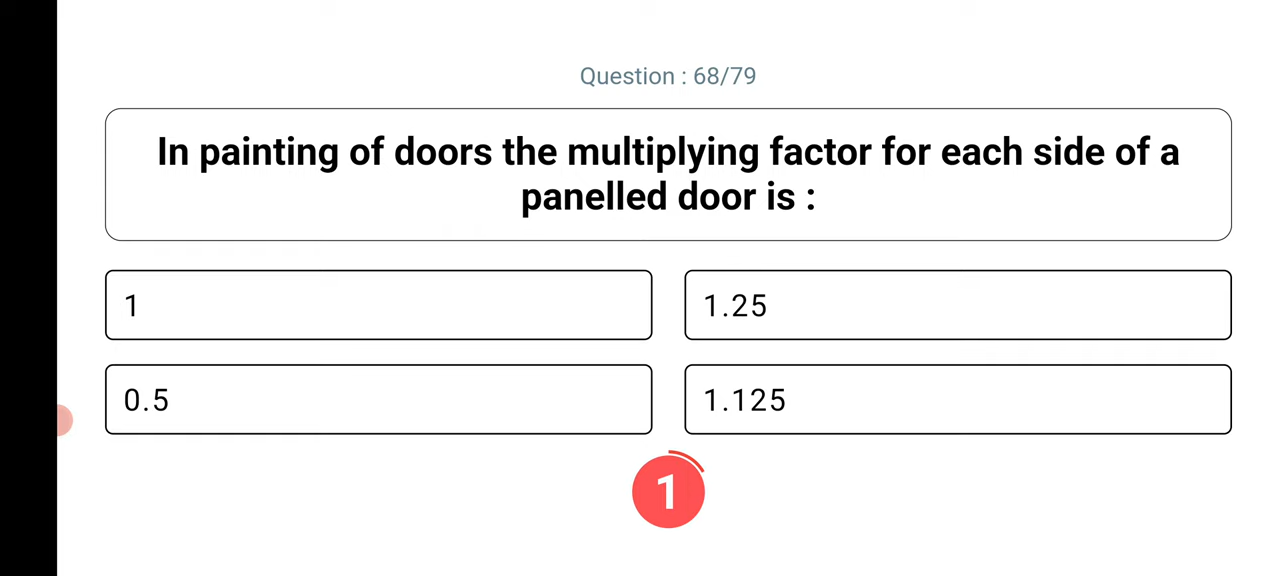 Question : 68/79
In painting of doors the multiplying factor for each side of a
panelled door is :
1
1.25
0.5
1.125
1